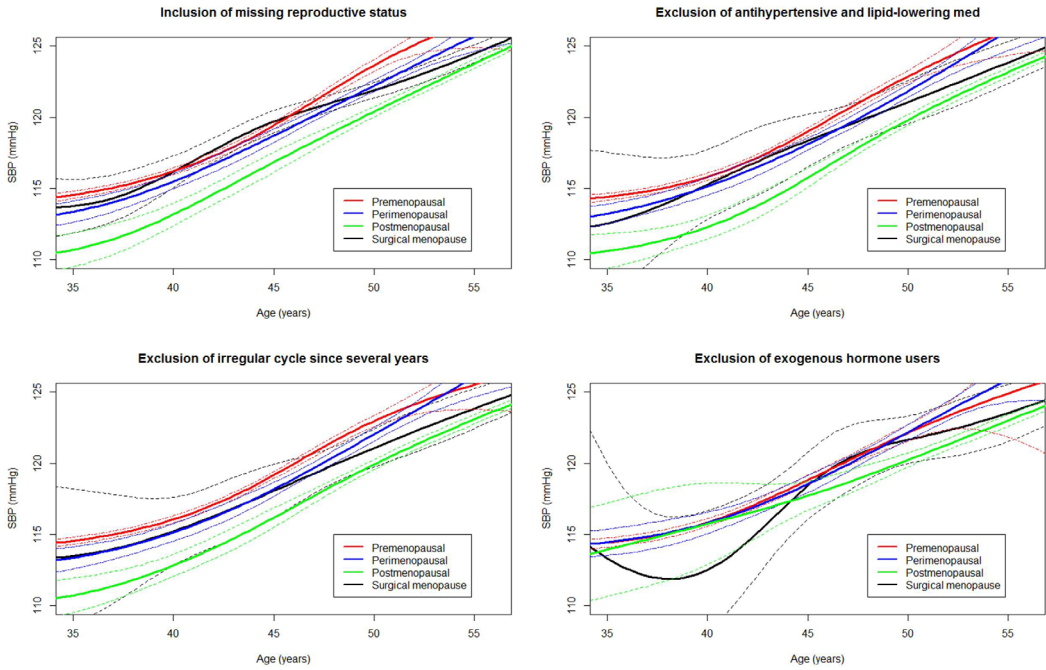 Inclusion of missing reproductive status
125
120
115
110
SBP (mmHg)
Premenopausal
Perimenopausal
Postmenopausal
Surgical menopause
35 40 45 50 55
Age (years)
Exclusion of antihypertensive and lipid-lowering med
125
120
115
110
SBP (mmHg)
Premenopausal
Perimenopausal
Postmenopausal
Surgical menopause
35 40 45 50 55
Age (years)
Exclusion of irregular cycle since several years
125
120
115
110
SBP (mmHg)
Premenopausal
Perimenopausal
Postmenopausal
Surgical menopause
35 40 45 50 55
Age (years)
Exclusion of exogenous hormone users
125
120
115
110
SBP (mmHg)
Premenopausal
Perimenopausal
Postmenopausal
Surgical menopause
35 40 45 50 55
Age (years)